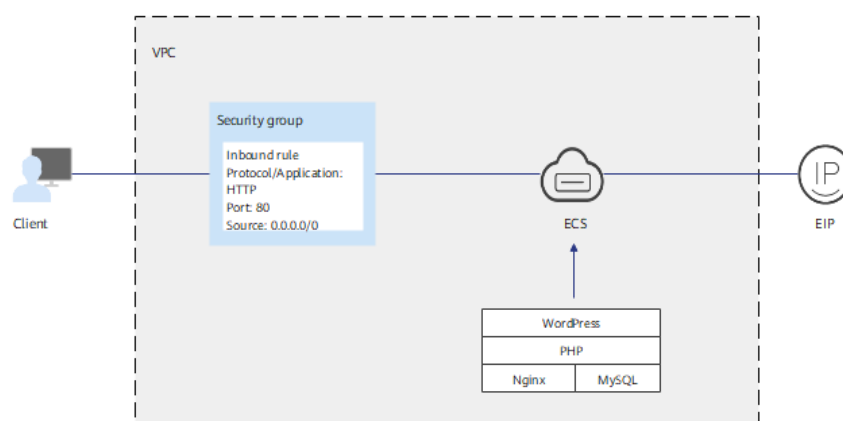 VPC
Security group
Inbound rule
Protocol/Application:
HTTP
Port: 80
Source: 0.0.0.0/0
IP
Client
ECS
EIP
WordPress
PHP
Nginx
MySQL